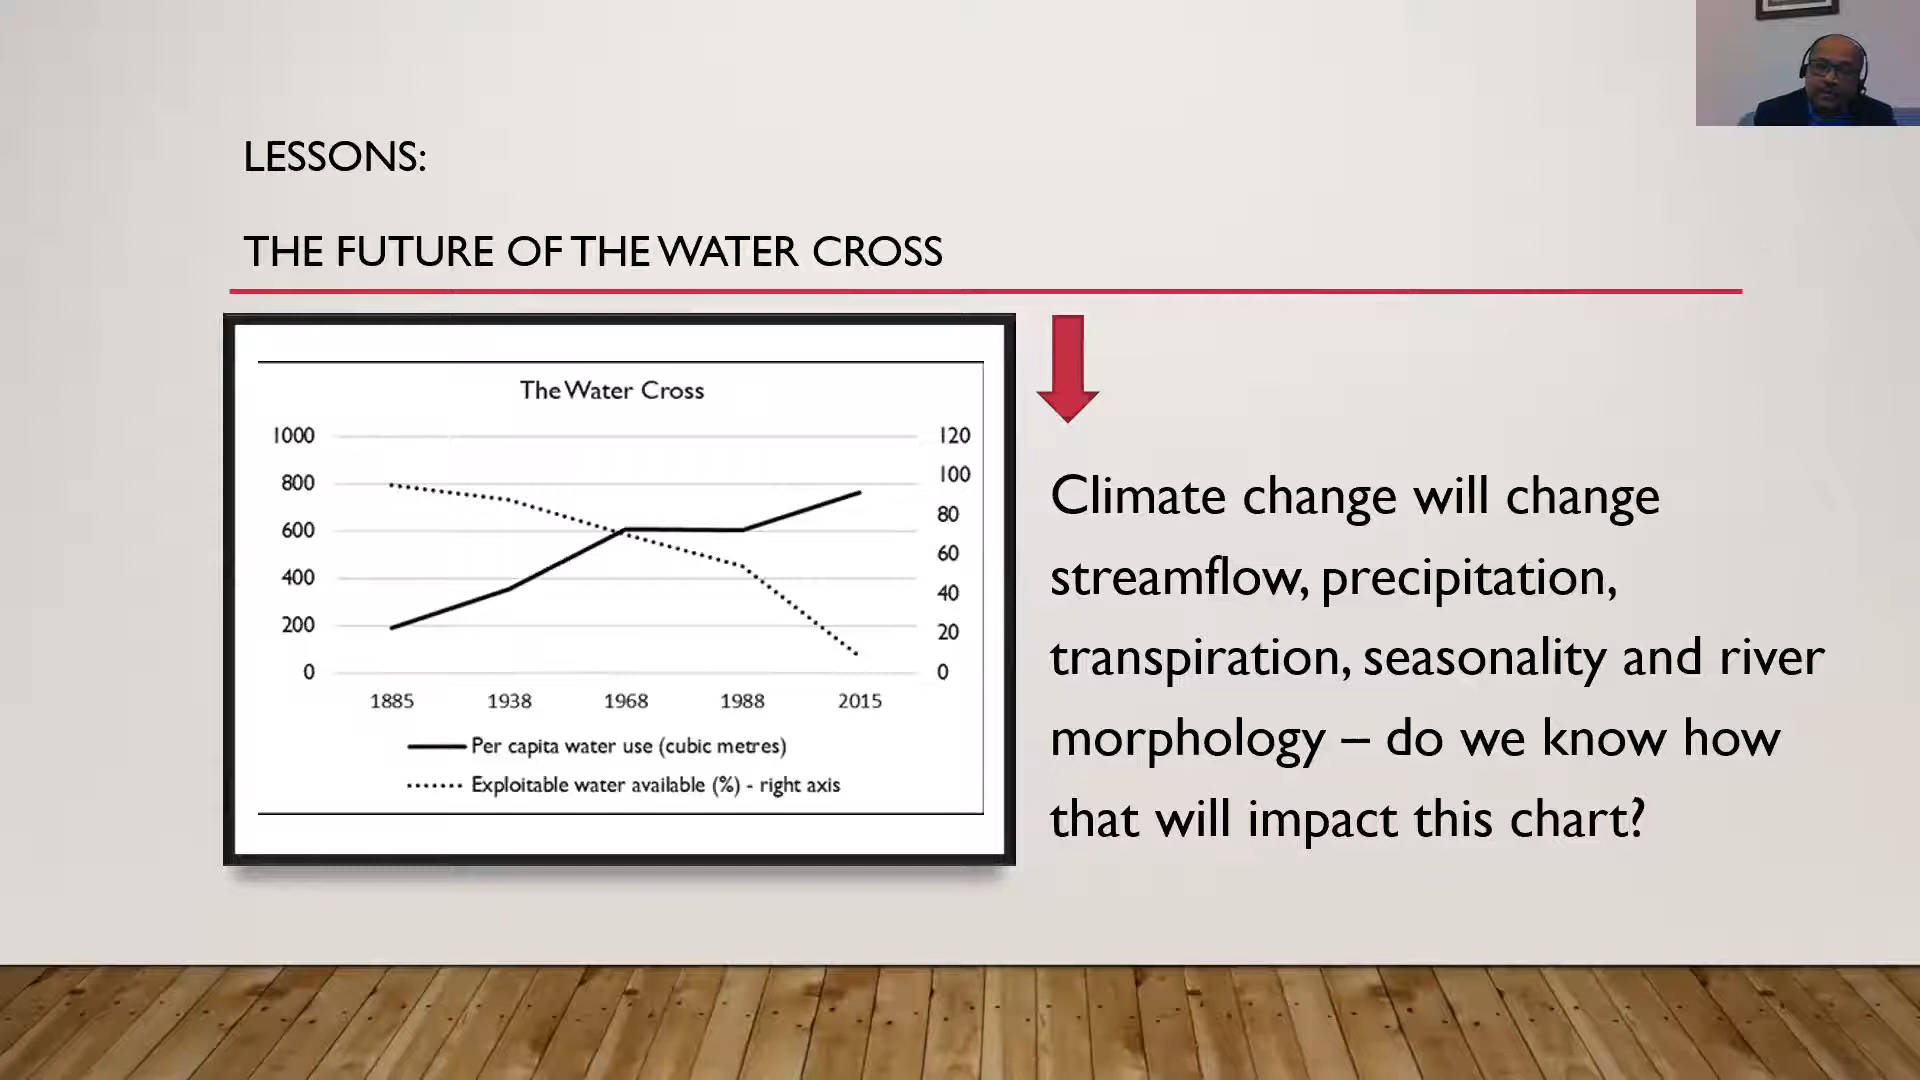 LESSONS:
THE FUTURE OF THE WATER CROSS
The Water Cross
1000
800
600
400
200
0
120
100
80
60
40
20
0
1885 1938 1968 1988 2015
Per capita water use (cubic metres)
Exploitable water available (%) - right axis
Climate change will change
streamflow, precipitation,
transpiration, seasonality and river
morphology – do we know how
that will impact this chart?